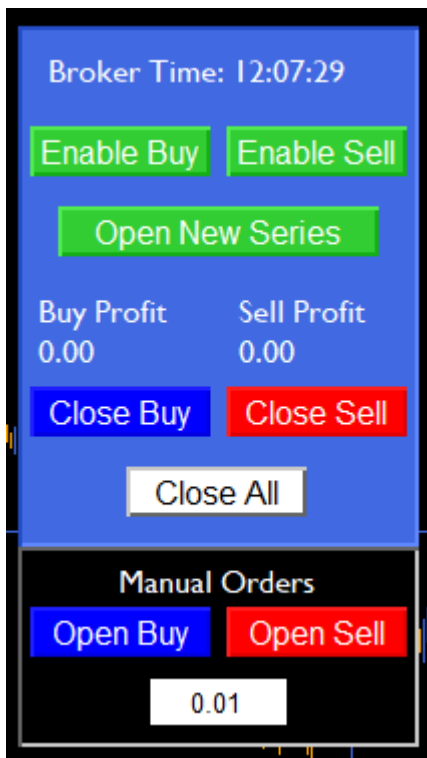 Broker Time: 12:07:29
Enable Buy Enable Sell
Open New Series
Buy Profit Sell Profit
0.00 0.00
Close Buy Close Sell
Close All
Manual Orders
Open Buy Open Sell
0.01